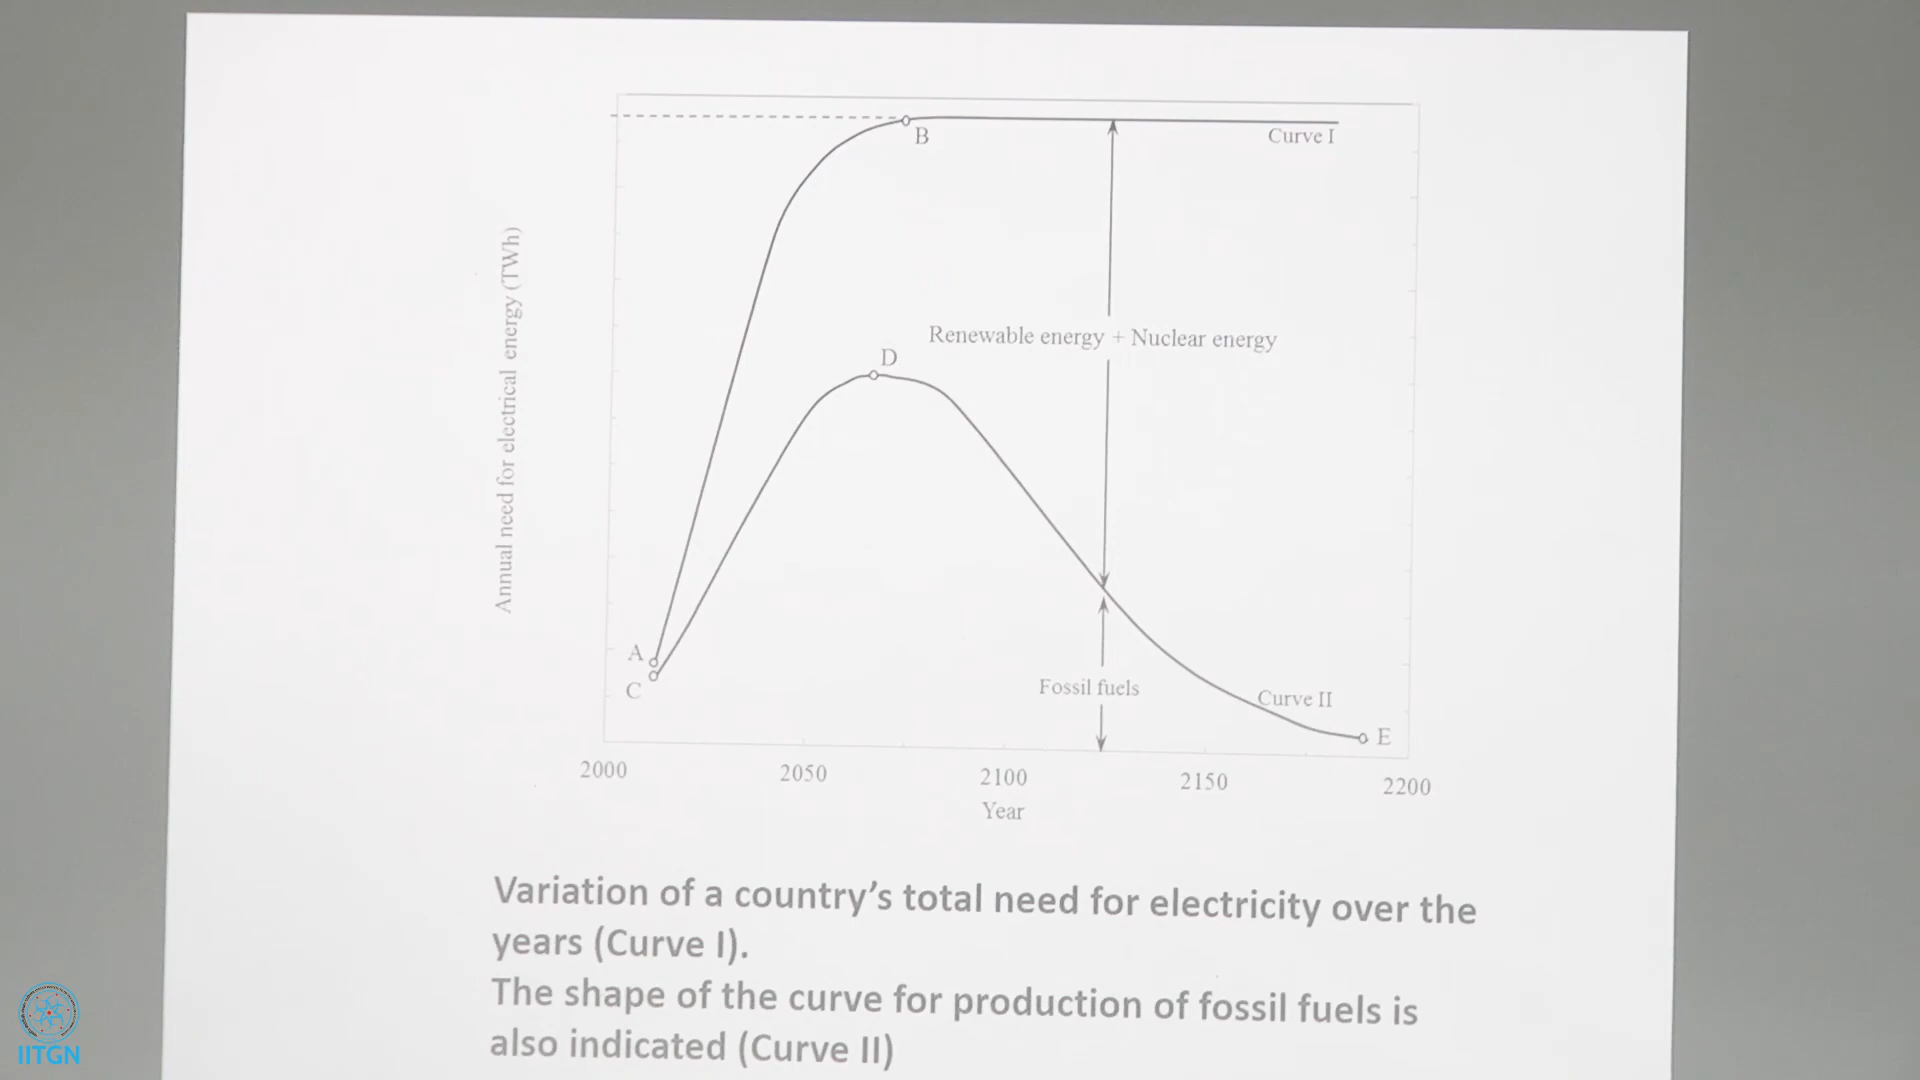 B
Curve I
Annual need for electrical energy (TWh)
Renewable energy + Nuclear energy
D
A
C
Fossil fuels
Curve II
E
2000
2050
2100
2150
2200
Year
Variation of a country's total need for electricity over the
years (Curve I).
The shape of the curve for production of fossil fuels is
also indicated (Curve II)
IITGN